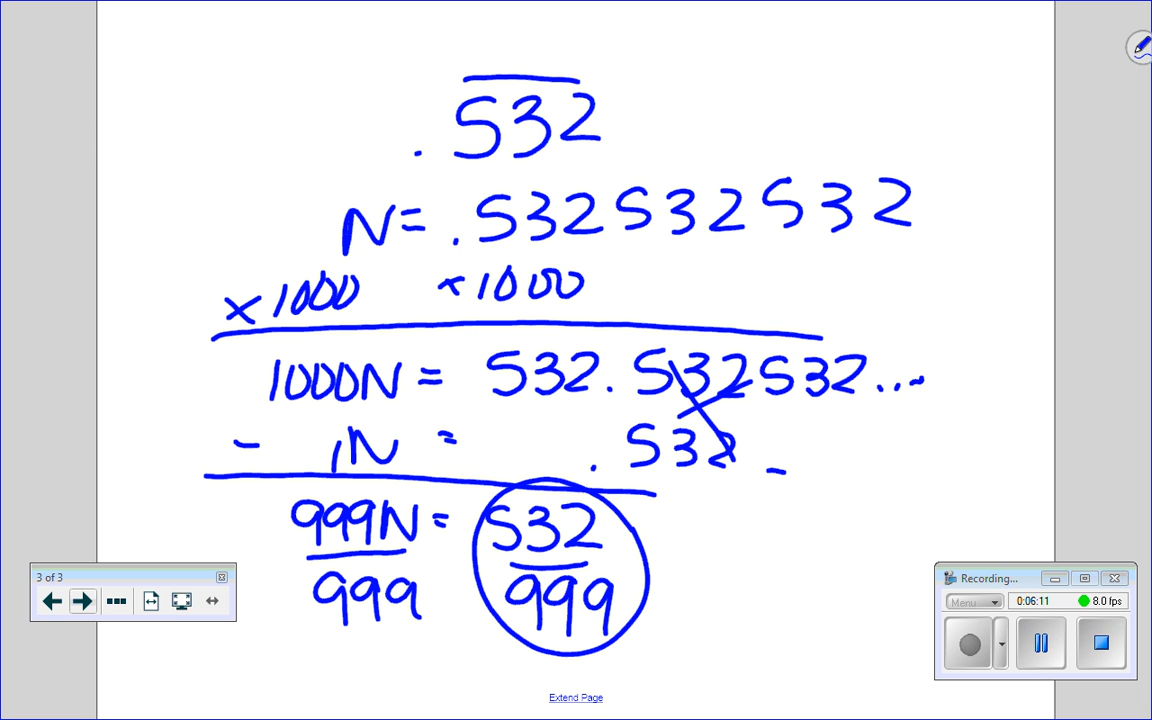 .532
N= .532532532
×1000 ×1000
1000N = 532.532532...
- 1N = .532 -
999N = 532
999 999
3 of 3
Recording...
Menu 0:06:11 8.0 fps
Extend Page